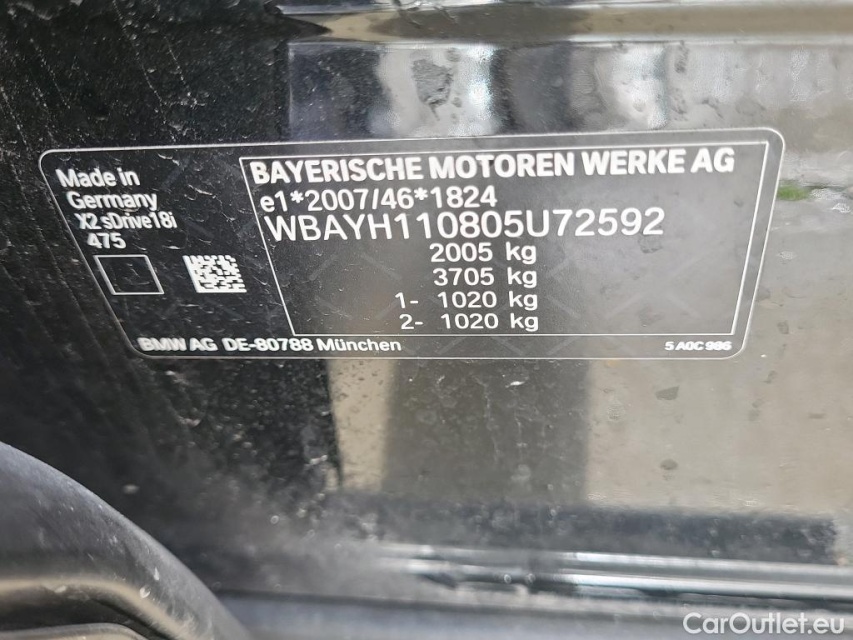 Made in
Germany
X2 sDrive18i
475
BAYERISCHE MOTOREN WERKE AG
e1*2007/46*1824
WBAYH110805U72592
2005 kg
3705 kg
1- 1020 kg
2- 1020 kg
BMW AG DE-80788 München
5 A0C 986
CarOutlet.eu